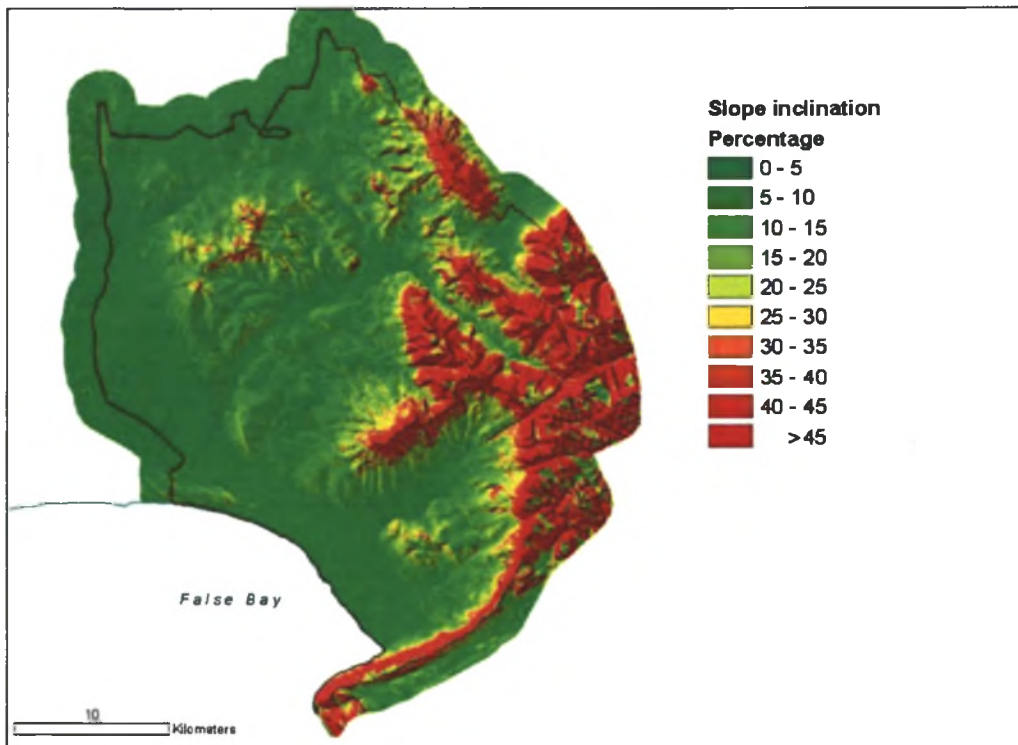 Slope inclination
Percentage
0 - 5
5 - 10
10 - 15
15 - 20
20 - 25
25 - 30
30 - 35
35 - 40
40 - 45
>45
False Bay
10
Kilometers